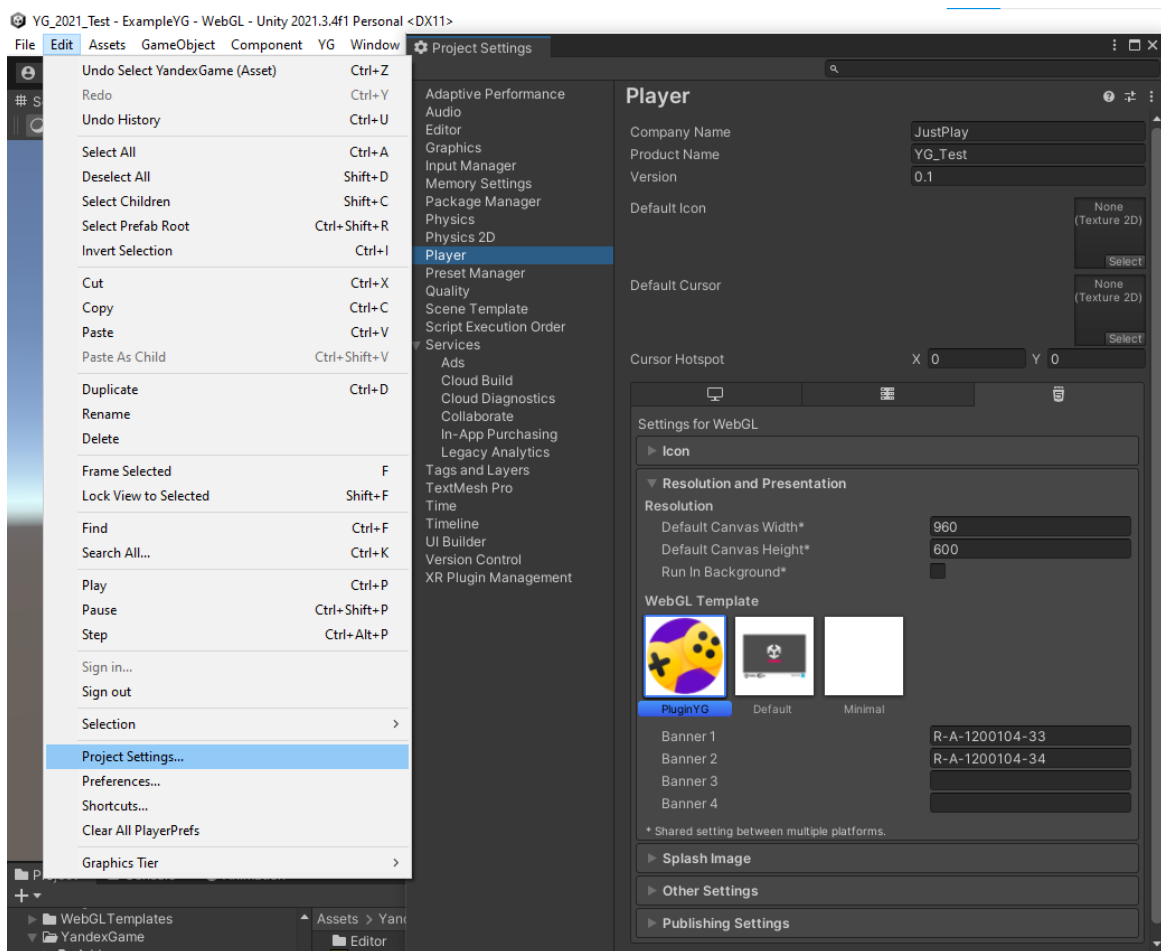 YG_2021_Test - ExampleYG - WebGL - Unity 2021.3.4f1 Personal <DX11>
File Edit Assets GameObject Component YG Window
Undo Select YandexGame (Asset) Ctrl+Z
Redo Ctrl+Y
Undo History Ctrl+U
Select All Ctrl+A
Deselect All Shift+D
Select Children Shift+C
Select Prefab Root Ctrl+Shift+R
Invert Selection Ctrl+I
Cut Ctrl+X
Copy Ctrl+C
Paste Ctrl+V
Paste As Child Ctrl+Shift+V
Duplicate Ctrl+D
Rename
Delete
Frame Selected F
Lock View to Selected Shift+F
Find Ctrl+F
Search All... Ctrl+K
Play Ctrl+P
Pause Ctrl+Shift+P
Step Ctrl+Alt+P
Sign in...
Sign out
Selection
Project Settings...
Preferences...
Shortcuts...
Clear All PlayerPrefs
Graphics Tier
WebGLTemplates
YandexGame
Assets >
Editor
Project Settings
Adaptive Performance
Audio
Editor
Graphics
Input Manager
Memory Settings
Package Manager
Physics
Physics 2D
Player
Preset Manager
Quality
Scene Template
Script Execution Order
Services
Ads
Cloud Build
Cloud Diagnostics
Collaborate
In-App Purchasing
Legacy Analytics
Tags and Layers
TextMesh Pro
Time
Timeline
UI Builder
Version Control
XR Plugin Management
Player
Company Name JustPlay
Product Name YG_Test
Version 0.1
Default Icon
None
(Texture 2D)
Select
Default Cursor
None
(Texture 2D)
Select
Cursor Hotspot X 0 Y 0
Settings for WebGL
Icon
Resolution and Presentation
Resolution
Default Canvas Width* 960
Default Canvas Height* 600
Run In Background*
WebGL Template
PluginYG Default Minimal
Banner 1 R-A-1200104-33
Banner 2 R-A-1200104-34
Banner 3
Banner 4
* Shared setting between multiple platforms.
Splash Image
Other Settings
Publishing Settings